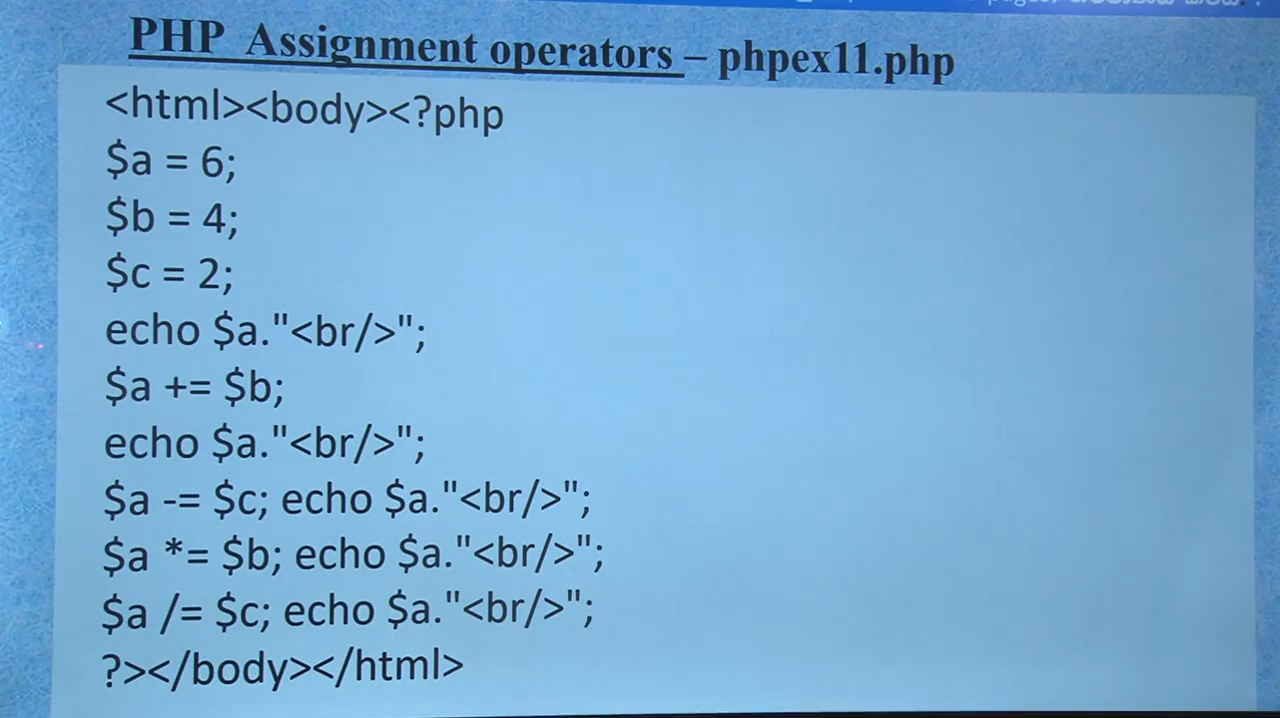 PHP Assignment operators – phpex11.php
<html><body><?php
$a = 6;
$b = 4;
$c = 2;
echo $a."<br/>";
$a += $b;
echo $a."<br/>";
$a -= $c; echo $a."<br/>";
$a *= $b; echo $a."<br/>";
$a /= $c; echo $a."<br/>";
?></body></html>